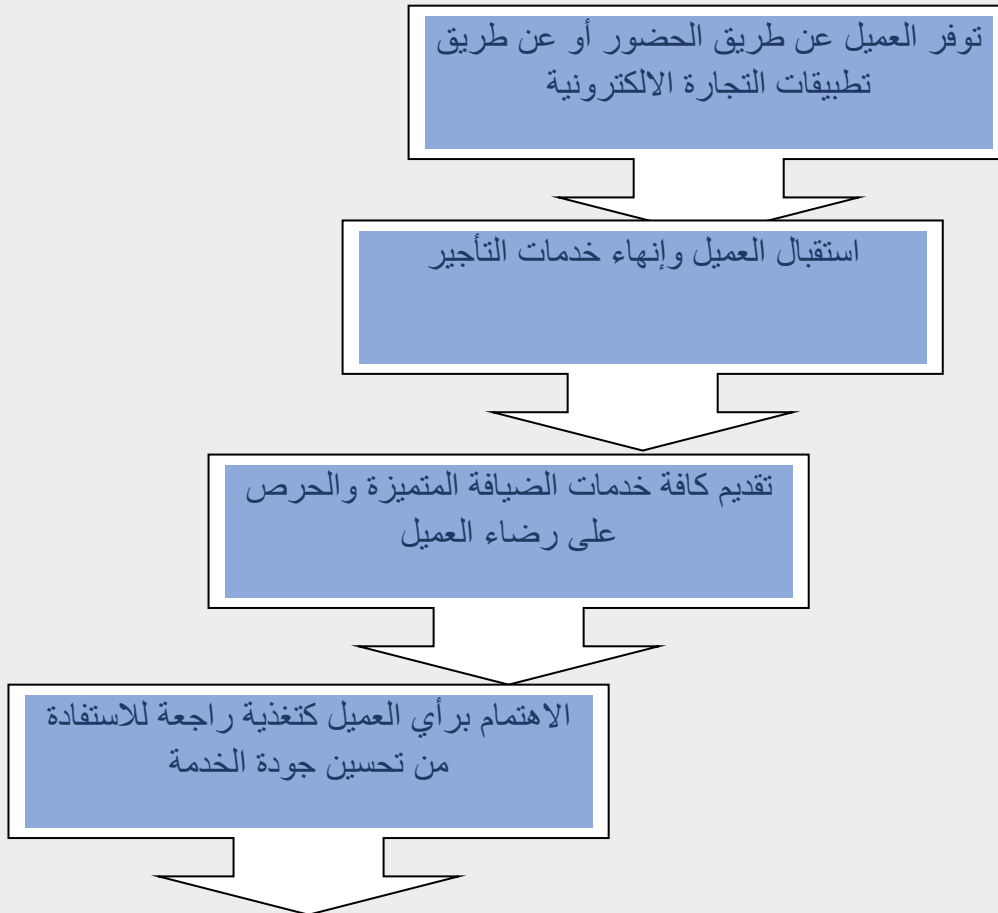 توفر العميل عن طريق الحضور أو عن طريق
تطبيقات التجارة الالكترونية
استقبال العميل وإنهاء خدمات التأجير
تقديم كافة خدمات الضيافة المتميزة والحرص
على رضاء العميل
الاهتمام برأي العميل كتغذية راجعة للاستفادة
من تحسين جودة الخدمة